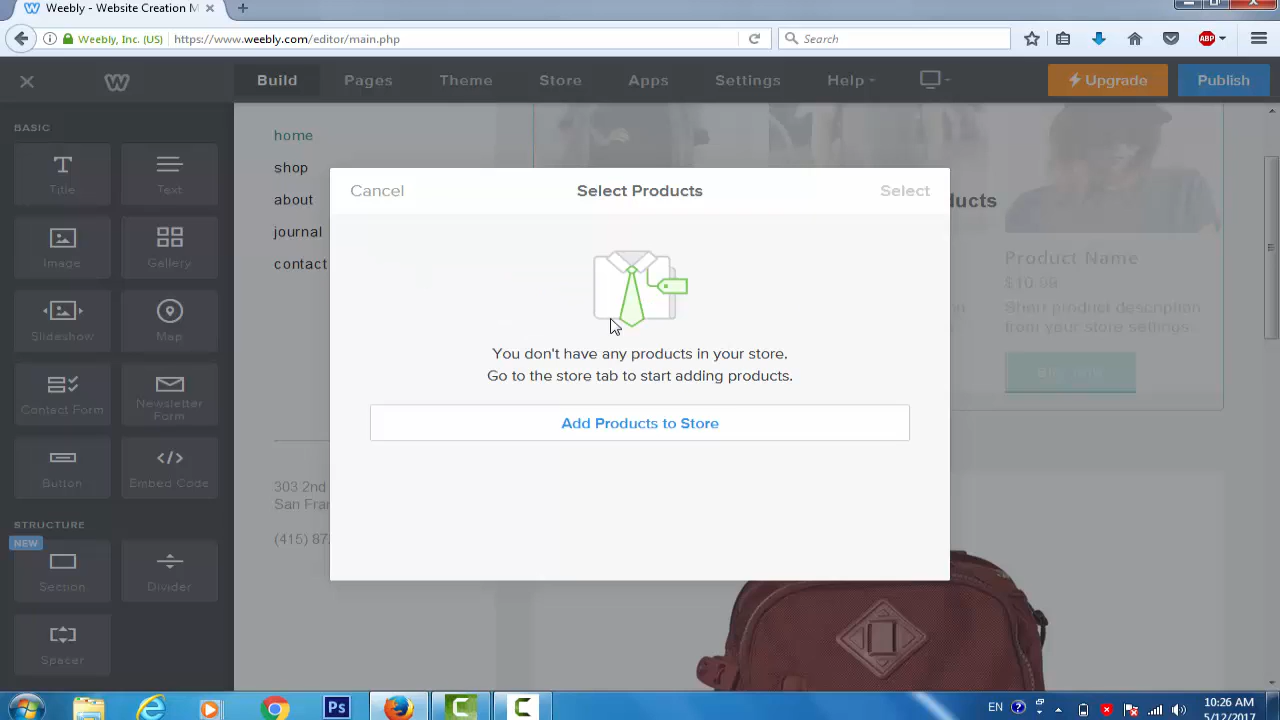 Weebly - Website Creation M
Weebly, Inc. (US)
https://www.weebly.com/editor/main.php
Search
ABP
Build
Pages
Theme
Store
Apps
Settings
Help
Upgrade
Publish
BASIC
Title
Text
Image
Gallery
Slideshow
Map
Contact Form
Newsletter
Form
Button
Embed Code
STRUCTURE
NEW
Section
Divider
Spacer
home
shop
about
journal
contact
303 2nd
San Fran
(415) 87
Cancel
Select Products
Select
You don't have any products in your store.
Go to the store tab to start adding products.
Add Products to Store
ducts
Product Name
Short product description
from your store settings...
Ps
EN
10:26 AM
5/12/2017